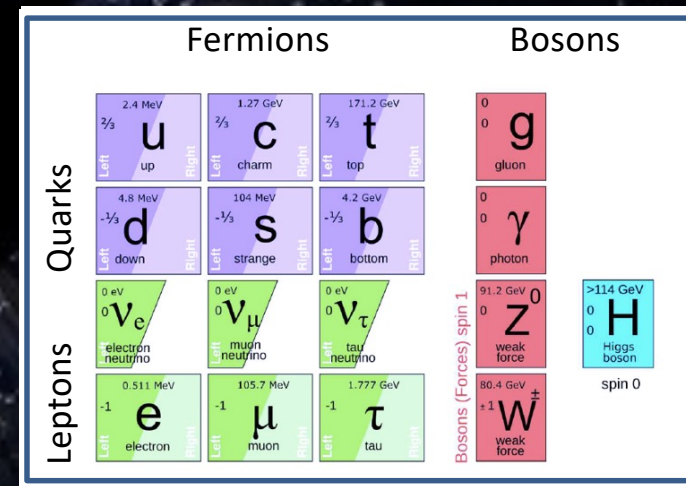 Fermions
Bosons
Quarks
Leptons
2.4 MeV
⅔
u
up
Left
Right
1.27 GeV
⅔
c
charm
Left
Right
171.2 GeV
⅔
t
top
Left
Right
0
0
g
gluon
4.8 MeV
-⅓
d
down
Left
Right
104 MeV
-⅓
s
strange
Left
Right
4.2 GeV
-⅓
b
bottom
Left
Right
0
0
γ
photon
0 eV
0
νe
electron
neutrino
Left
0 eV
0
νμ
muon
neutrino
Left
0 eV
0
ντ
tau
neutrino
Left
Bosons (Forces) spin 1
91.2 GeV
0
Z⁰
weak
force
>114 GeV
0
0
H
Higgs
boson
spin 0
0.511 MeV
-1
e
electron
Left
Right
105.7 MeV
-1
μ
muon
Left
Right
1.777 GeV
-1
τ
tau
Left
Right
80.4 GeV
±1
W±
weak
force